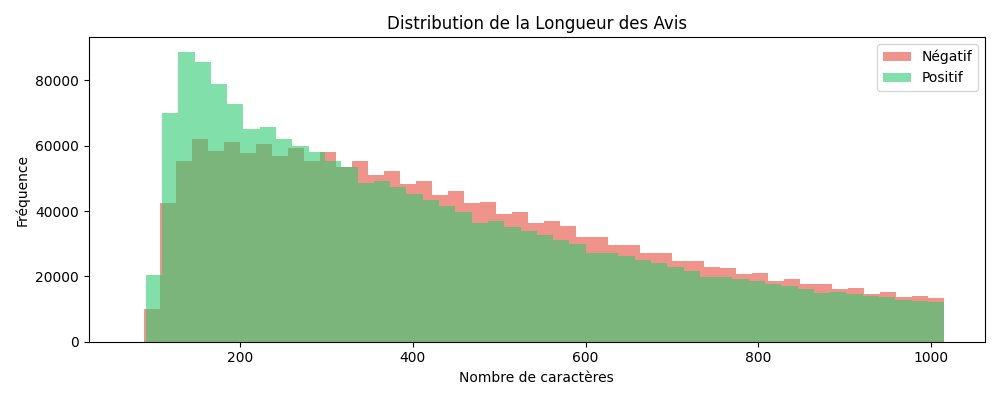 Distribution de la Longueur des Avis
Négatif
Positif
Fréquence
80000
60000
40000
20000
0
200
400
600
800
1000
Nombre de caractères